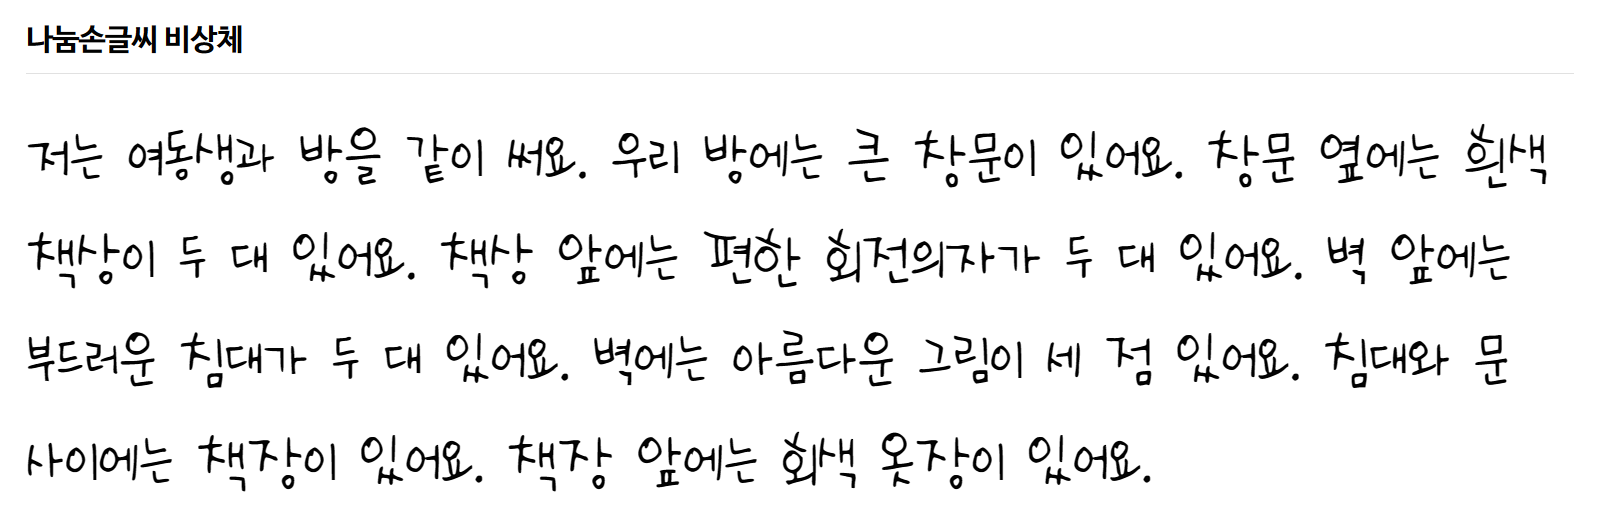 나눔손글씨 비상체
저는 여동생과 방을 같이 써요. 우리 방에는 큰 창문이 있어요. 창문 옆에는 흰색
책상이 두 대 있어요. 책상 앞에는 편한 회전의자가 두 대 있어요. 벽 앞에는
부드러운 침대가 두 대 있어요. 벽에는 아름다운 그림이 세 점 있어요. 침대와 문
사이에는 책장이 있어요. 책장 앞에는 회색 옷장이 있어요.